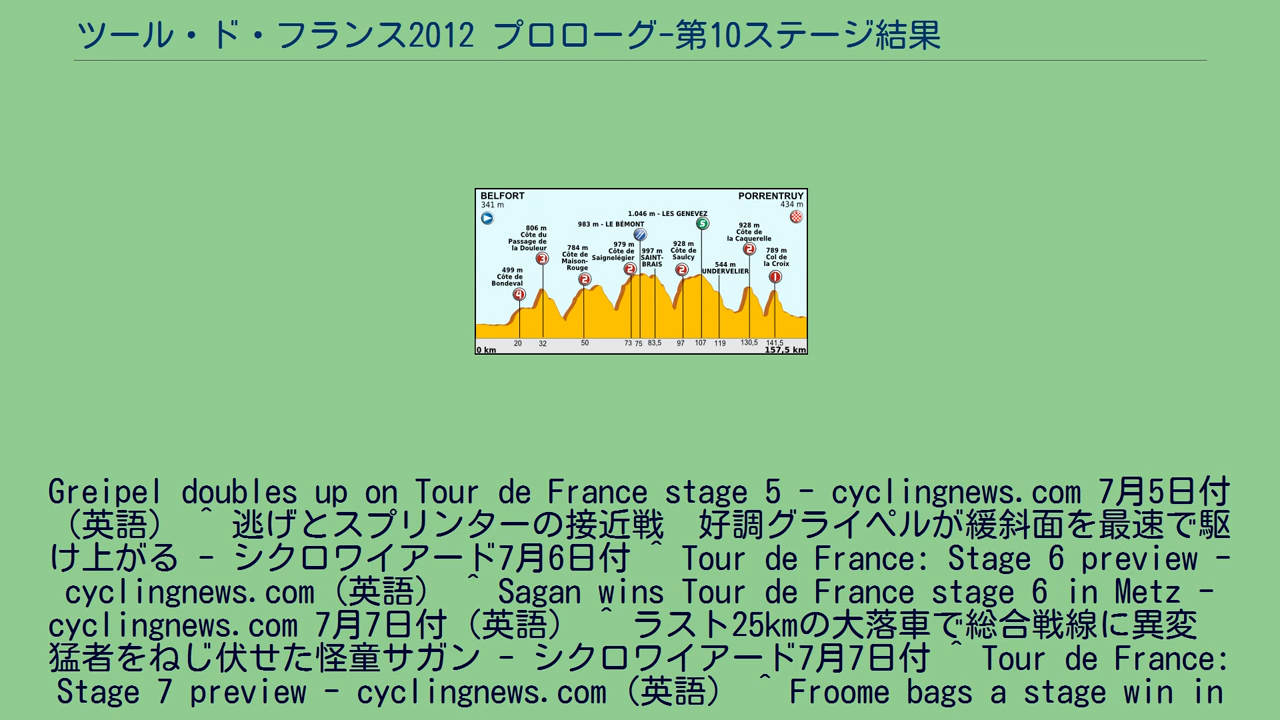 ツール・ド・フランス2012 プロローグ-第10ステージ結果
BELFORT
341 m
PORRENTRUY
434 m
1.046 m - LES GENEVEZ
5
983 m - LE BÉMONT
806 m
Côte du
Passage de
la Douleur
3
784 m
Côte de
Maison-
Rouge
2
979 m
Côte de
Saignelégier
2
997 m
SAINT-
BRAIS
928 m
Côte de
Saulcy
2
544 m
UNDERVELIER
928 m
Côte de
la Caquerelle
2
789 m
Col de
la Croix
1
499 m
Côte de
Bondeval
4
20 32 50 73 75 83,5 97 107 119 130,5 141,5
0 km 157,5 km
Greipel doubles up on Tour de France stage 5 - cyclingnews.com 7月5日付
（英語） ^ 逃げとスプリンターの接近戦　好調グライペルが緩斜面を最速で駆
け上がる - シクロワイアード7月6日付 ^ Tour de France: Stage 6 preview -
cyclingnews.com（英語） ^ Sagan wins Tour de France stage 6 in Metz -
cyclingnews.com 7月7日付（英語） ^ ラスト25kmの大落車で総合戦線に異変
猛者をねじ伏せた怪童サガン - シクロワイアード7月7日付 ^ Tour de France:
Stage 7 preview - cyclingnews.com（英語） ^ Froome bags a stage win in